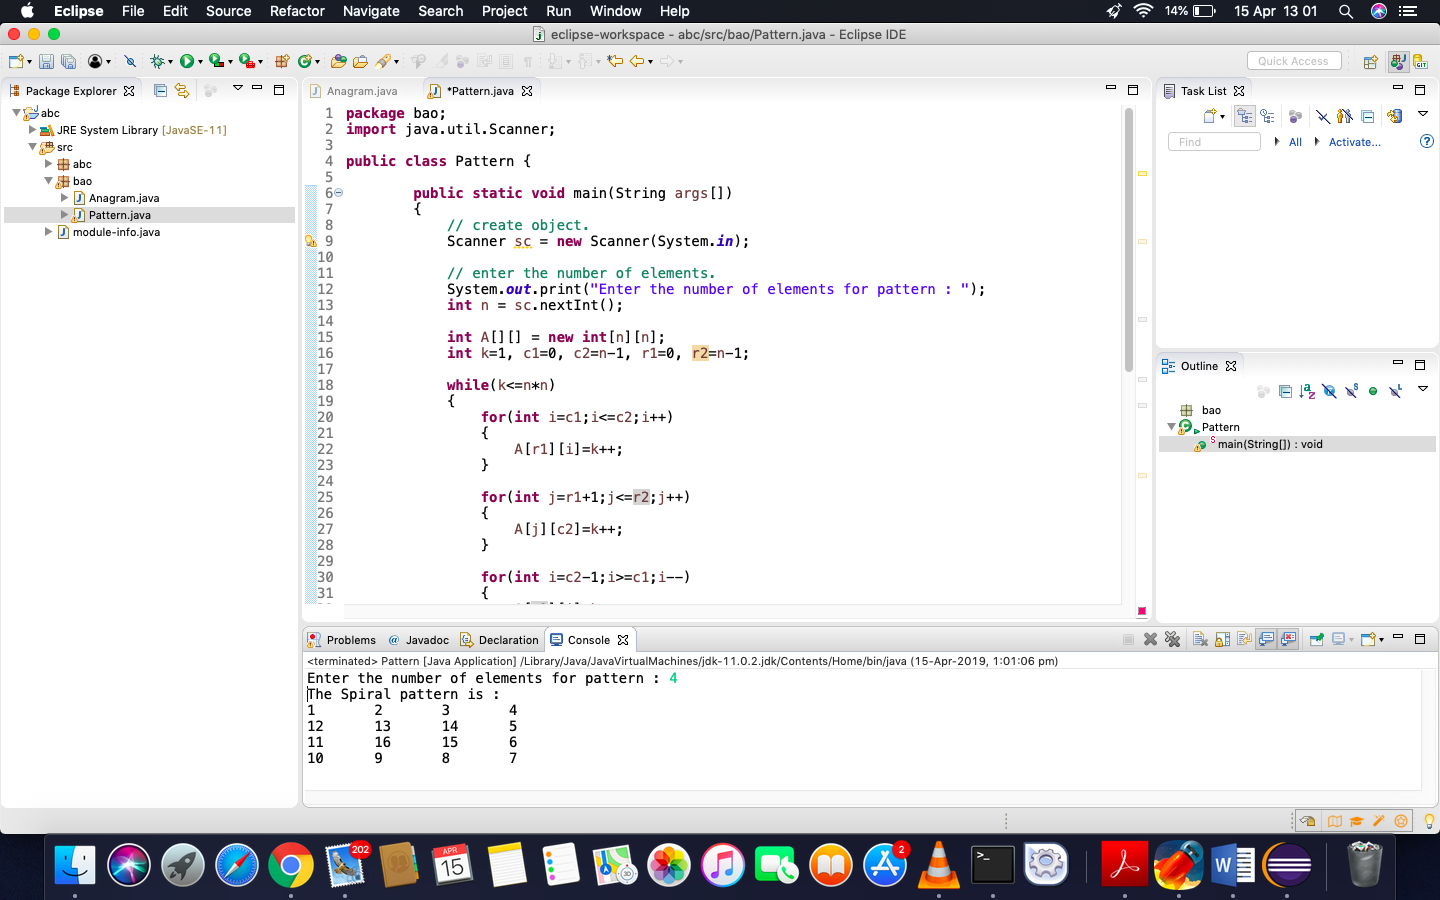 Eclipse File Edit Source Refactor Navigate Search Project Run Window Help 14% 15 Apr 13 01
eclipse-workspace - abc/src/bao/Pattern.java - Eclipse IDE
Quick Access
Package Explorer
abc
JRE System Library [JavaSE-11]
src
abc
bao
Anagram.java
Pattern.java
module-info.java
Anagram.java *Pattern.java
1 package bao;
2 import java.util.Scanner;
3
4 public class Pattern {
5
6 public static void main(String args[])
7 {
8 // create object.
9 Scanner sc = new Scanner(System.in);
10
11 // enter the number of elements.
12 System.out.print("Enter the number of elements for pattern : ");
13 int n = sc.nextInt();
14
15 int A[][] = new int[n][n];
16 int k=1, c1=0, c2=n-1, r1=0, r2=n-1;
17
18 while(k<=n*n)
19 {
20 for(int i=c1;i<=c2;i++)
21 {
22 A[r1][i]=k++;
23 }
24
25 for(int j=r1+1;j<=r2;j++)
26 {
27 A[j][c2]=k++;
28 }
29
30 for(int i=c2-1;i>=c1;i--)
31 {
Task List
Find All Activate...
Outline
bao
Pattern
main(String[]) : void
Problems @ Javadoc Declaration Console
<terminated> Pattern [Java Application] /Library/Java/JavaVirtualMachines/jdk-11.0.2.jdk/Contents/Home/bin/java (15-Apr-2019, 1:01:06 pm)
Enter the number of elements for pattern : 4
The Spiral pattern is :
1 2 3 4
12 13 14 5
11 16 15 6
10 9 8 7
202
APR
15
2